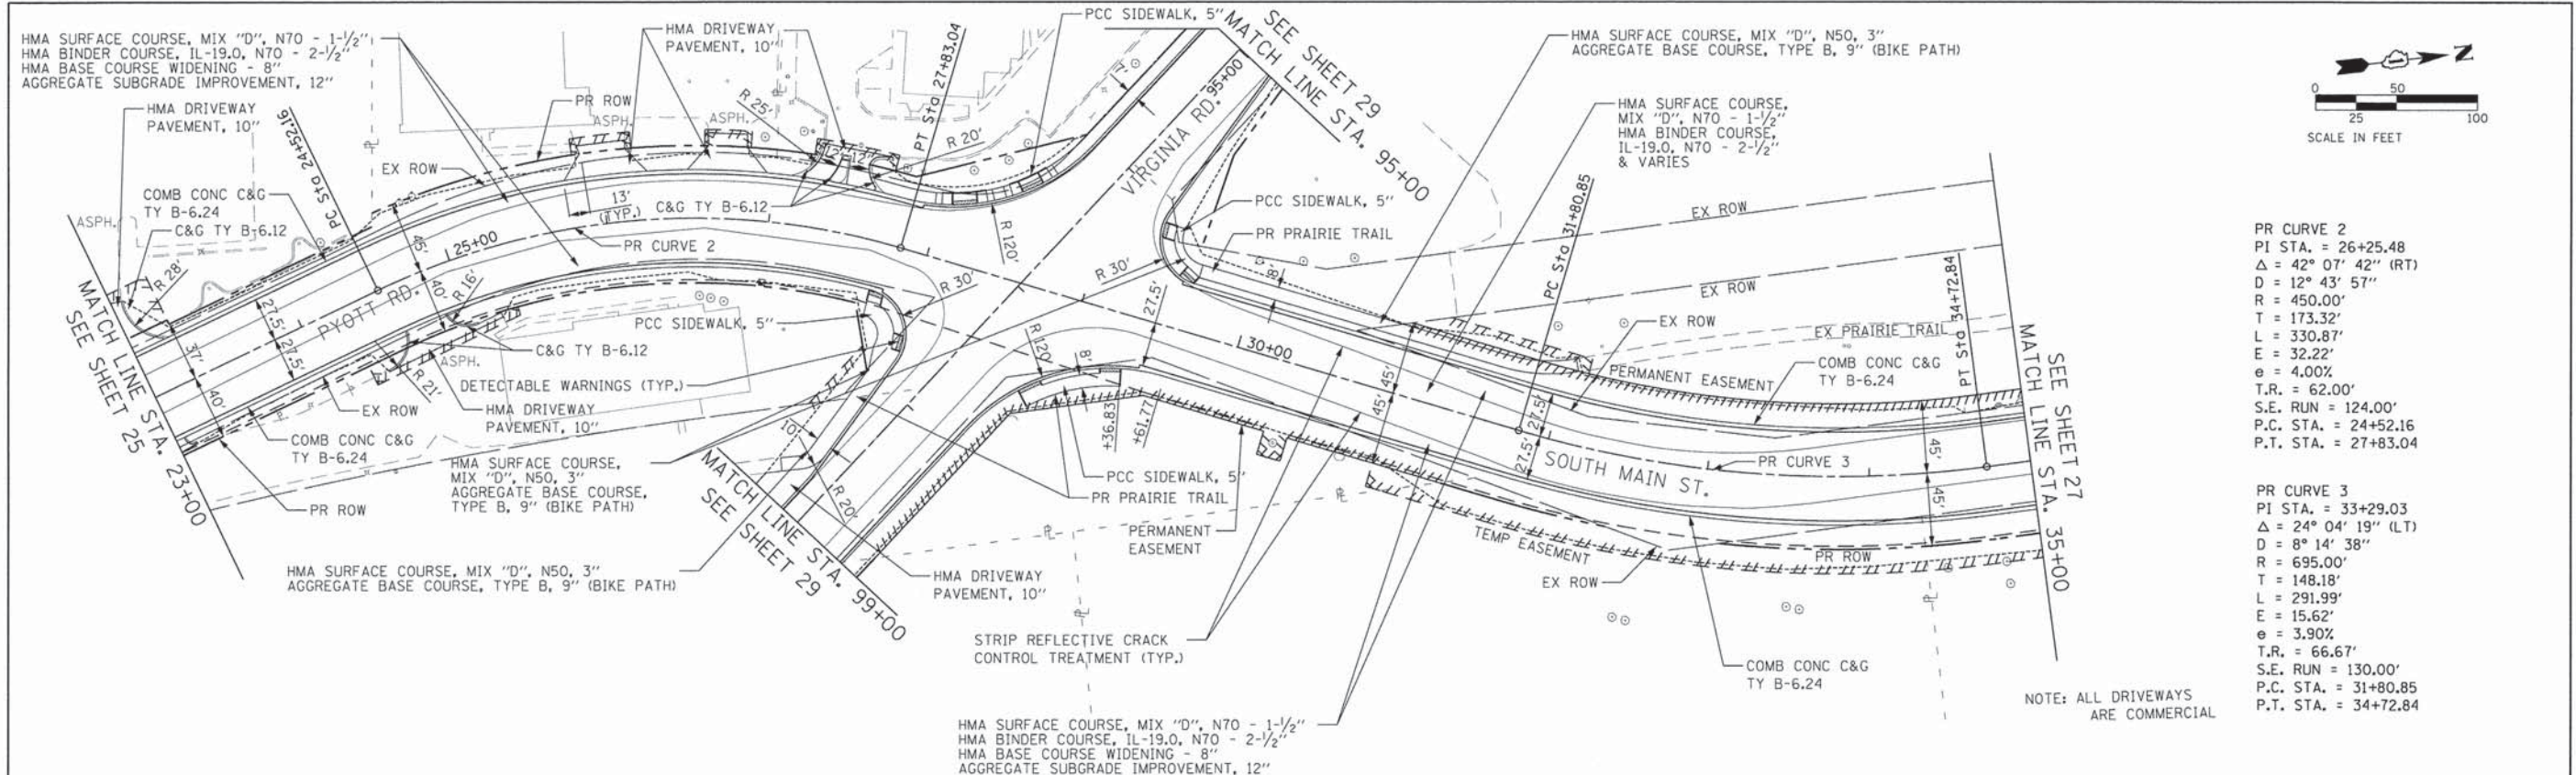 HMA SURFACE COURSE, MIX "D", N70 - 1-1/2"
HMA BINDER COURSE, IL-19.0, N70 - 2-1/2"
HMA BASE COURSE WIDENING - 8"
AGGREGATE SUBGRADE IMPROVEMENT, 12"
HMA DRIVEWAY
PAVEMENT, 10"
PC Sta 24+52.16
PR ROW
EX ROW
COMB CONC C&G
TY B-6.24
C&G TY B-6.12
ASPH.
R 28'
HMA DRIVEWAY
PAVEMENT, 10"
ASPH.
ASPH.
R 25'
12'
12'
PT Sta 27+83.04
R 20'
PCC SIDEWALK, 5"
7'
SEE SHEET 29
MATCH LINE STA. 95+00
95+00
VIRGINIA RD.
HMA SURFACE COURSE, MIX "D", N50, 3"
AGGREGATE BASE COURSE, TYPE B, 9" (BIKE PATH)
HMA SURFACE COURSE,
MIX "D", N70 - 1-1/2"
HMA BINDER COURSE,
IL-19.0, N70 - 2-1/2"
& VARIES
Z
0
50
25
100
SCALE IN FEET
13'
(TYP.)
C&G TY B-6.12
25+00
PR CURVE 2
45'
40'
R 16'
R 120'
R 30'
R 30'
PCC SIDEWALK, 5"
PR PRAIRIE TRAIL
8'
PC Sta 31+80.85
EX ROW
EX ROW
EX ROW
EX PRAIRIE TRAIL
PT Sta 34+72.84
COMB CONC C&G
TY B-6.24
PERMANENT EASEMENT
MATCH LINE STA. 23+00
SEE SHEET 25
37'
40'
27.5'
27.5'
PYOTT RD.
PCC SIDEWALK, 5"
C&G TY B-6.12
ASPH.
R 21'
DETECTABLE WARNINGS (TYP.)
EX ROW
HMA DRIVEWAY
PAVEMENT, 10"
COMB CONC C&G
TY B-6.24
PR ROW
HMA SURFACE COURSE,
MIX "D", N50, 3"
AGGREGATE BASE COURSE,
TYPE B, 9" (BIKE PATH)
HMA SURFACE COURSE, MIX "D", N50, 3"
AGGREGATE BASE COURSE, TYPE B, 9" (BIKE PATH)
10'
R 20'
MATCH LINE STA. 99+00
SEE SHEET 29
R 120'
8'
27.5'
+36.83
+61.77
30+00
45'
45'
27.5'
27.5'
PCC SIDEWALK, 5"
PR PRAIRIE TRAIL
PERMANENT
EASEMENT
HMA DRIVEWAY
PAVEMENT, 10"
STRIP REFLECTIVE CRACK
CONTROL TREATMENT (TYP.)
HMA SURFACE COURSE, MIX "D", N70 - 1-1/2"
HMA BINDER COURSE, IL-19.0, N70 - 2-1/2"
HMA BASE COURSE WIDENING - 8"
AGGREGATE SUBGRADE IMPROVEMENT, 12"
SOUTH MAIN ST.
PR CURVE 3
45'
45'
TEMP EASEMENT
EX ROW
PR ROW
COMB CONC C&G
TY B-6.24
SEE SHEET 27
MATCH LINE STA. 35+00
NOTE: ALL DRIVEWAYS
ARE COMMERCIAL
PR CURVE 2
PI STA. = 26+25.48
Δ = 42° 07' 42" (RT)
D = 12° 43' 57"
R = 450.00'
T = 173.32'
L = 330.87'
E = 32.22'
e = 4.00%
T.R. = 62.00'
S.E. RUN = 124.00'
P.C. STA. = 24+52.16
P.T. STA. = 27+83.04
PR CURVE 3
PI STA. = 33+29.03
Δ = 24° 04' 19" (LT)
D = 8° 14' 38"
R = 695.00'
T = 148.18'
L = 291.99'
E = 15.62'
e = 3.90%
T.R. = 66.67'
S.E. RUN = 130.00'
P.C. STA. = 31+80.85
P.T. STA. = 34+72.84